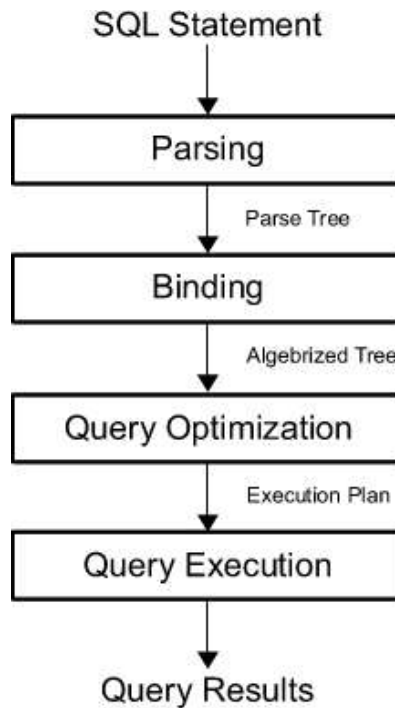 SQL Statement
Parsing
Parse Tree
Binding
Algebrized Tree
Query Optimization
Execution Plan
Query Execution
Query Results